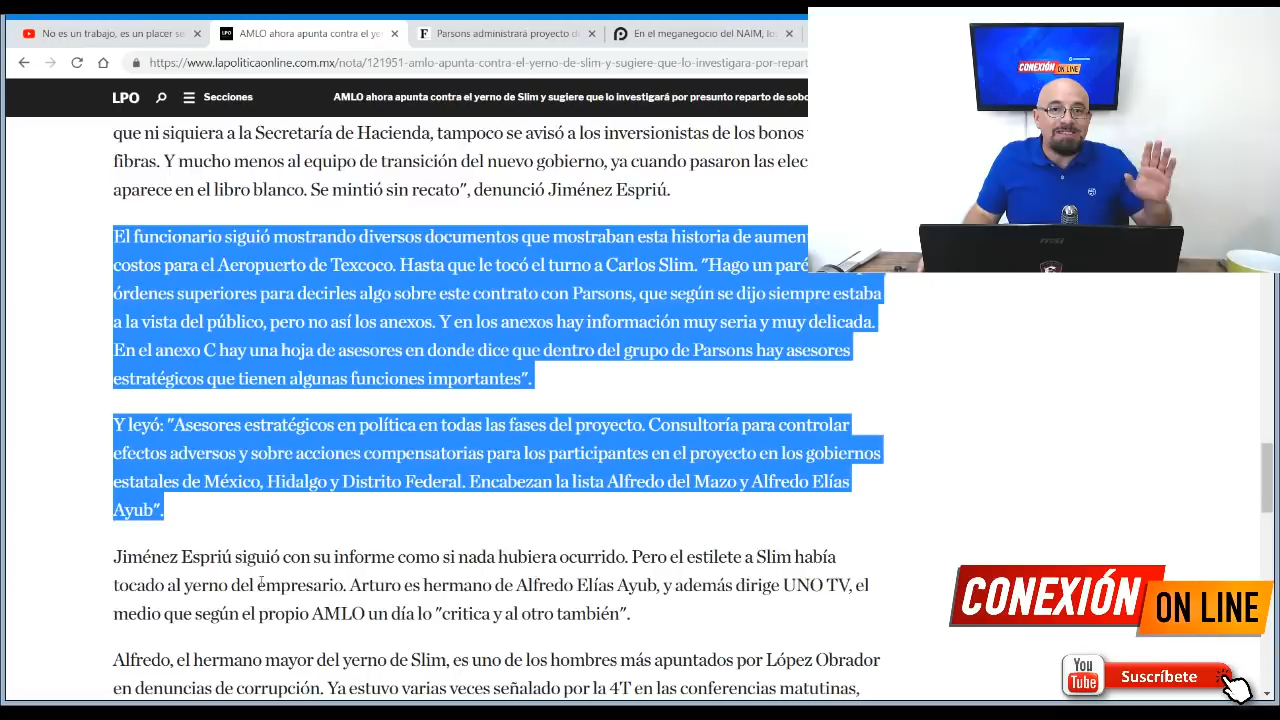 No es un trabajo, es un placer se
AMLO ahora apunta contra el ye
Parsons administrará proyecto d
En el meganegocio del NAIM, lo
https://www.lapoliticaonline.com.mx/nota/121951-amlo-apunta-contra-el-yerno-de-slim-y-sugiere-que-lo-investigara-por-repart
LPO
Secciones
AMLO ahora apunta contra el yerno de Slim y sugiere que lo investigará por presunto reparto de sobo
CONEXIÓN ON LINE
que ni siquiera a la Secretaría de Hacienda, tampoco se avisó a los inversionistas de los bonos
fibras. Y mucho menos al equipo de transición del nuevo gobierno, ya cuando pasaron las elec
aparece en el libro blanco. Se mintió sin recato", denunció Jiménez Espriú.
El funcionario siguió mostrando diversos documentos que mostraban esta historia de aumen
costos para el Aeropuerto de Texcoco. Hasta que le tocó el turno a Carlos Slim. "Hago un paré
órdenes superiores para decirles algo sobre este contrato con Parsons, que según se dijo siempre estaba
a la vista del público, pero no así los anexos. Y en los anexos hay información muy seria y muy delicada.
En el anexo C hay una hoja de asesores en donde dice que dentro del grupo de Parsons hay asesores
estratégicos que tienen algunas funciones importantes".
Y leyó: "Asesores estratégicos en política en todas las fases del proyecto. Consultoría para controlar
efectos adversos y sobre acciones compensatorias para los participantes en el proyecto en los gobiernos
estatales de México, Hidalgo y Distrito Federal. Encabezan la lista Alfredo del Mazo y Alfredo Elías
Ayub".
Jiménez Espriú siguió con su informe como si nada hubiera ocurrido. Pero el estilete a Slim había
tocado al yerno del empresario. Arturo es hermano de Alfredo Elías Ayub, y además dirige UNO TV, el
medio que según el propio AMLO un día lo "critica y al otro también".
Alfredo, el hermano mayor del yerno de Slim, es uno de los hombres más apuntados por López Obrador
en denuncias de corrupción. Ya estuvo varias veces señalado por la 4T en las conferencias matutinas,
CONEXIÓN ON LINE
You Tube
Suscríbete
msi